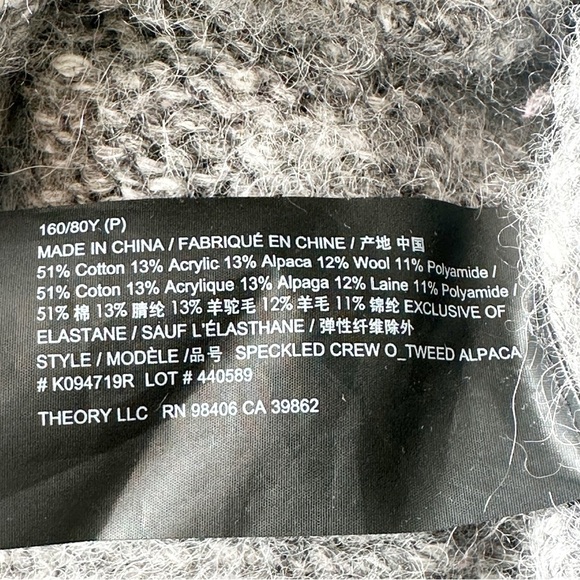 160/80Y (P)
MADE IN CHINA / FABRIQUÉ EN CHINE / 产地 中国
51% Cotton 13% Acrylic 13% Alpaca 12% Wool 11% Polyamide /
51% Coton 13% Acrylique 13% Alpaga 12% Laine 11% Polyamide /
51% 棉 13% 腈纶 13% 羊驼毛 12% 羊毛 11% 锦纶 EXCLUSIVE OF
ELASTANE / SAUF L'ÉLASTHANE / 弹性纤维除外
STYLE / MODÈLE /品号 SPECKLED CREW O_TWEED ALPACA
# K094719R LOT # 440589
THEORY LLC RN 98406 CA 39862